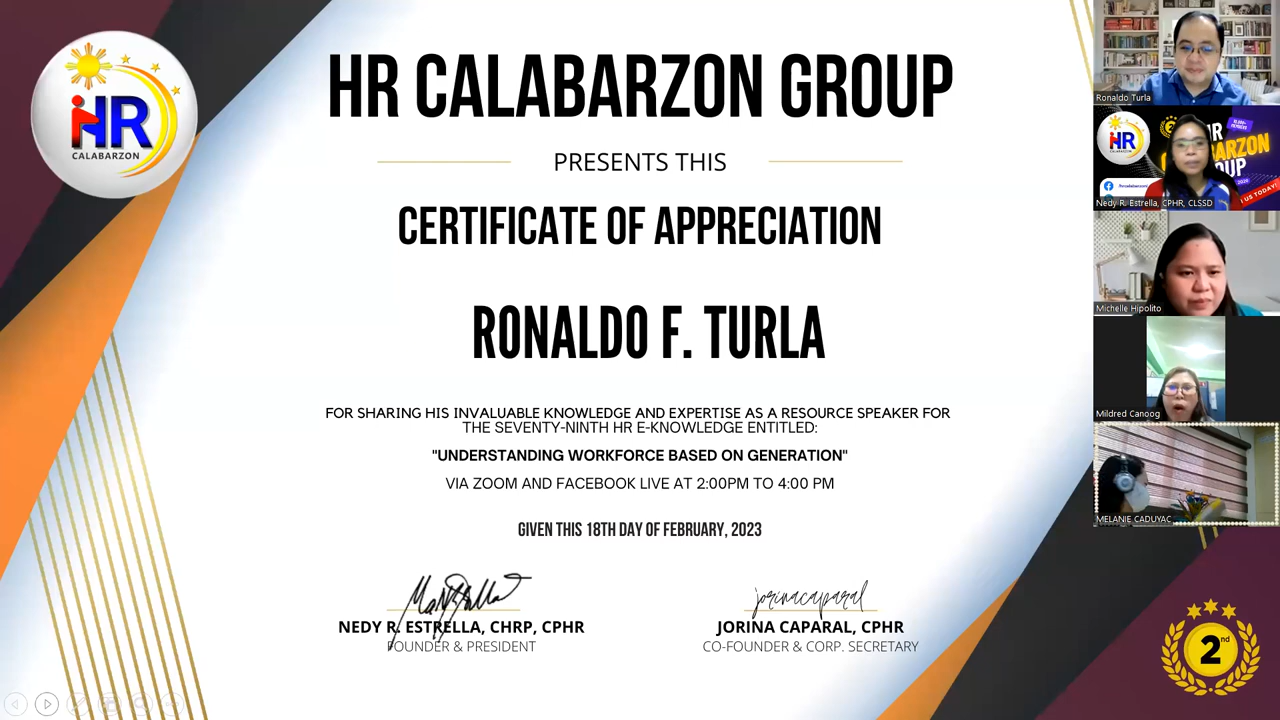 HR
CALABARZON
HR CALABARZON GROUP
PRESENTS THIS
CERTIFICATE OF APPRECIATION
RONALDO F. TURLA
FOR SHARING HIS INVALUABLE KNOWLEDGE AND EXPERTISE AS A RESOURCE SPEAKER FOR
THE SEVENTY-NINTH HR E-KNOWLEDGE ENTITLED:
"UNDERSTANDING WORKFORCE BASED ON GENERATION"
VIA ZOOM AND FACEBOOK LIVE AT 2:00PM TO 4:00 PM
GIVEN THIS 18TH DAY OF FEBRUARY, 2023
jorinacaparal
NEDY R. ESTRELLA, CHRP, CPHR
FOUNDER & PRESIDENT
JORINA CAPARAL, CPHR
CO-FOUNDER & CORP. SECRETARY
2nd
Ronaldo Turla
HR
CALABARZON
Nedy R. Estrella, CPHR, CLSSD
Michelle Hipolito
Mildred Canoog
MELANIE CADUYAC